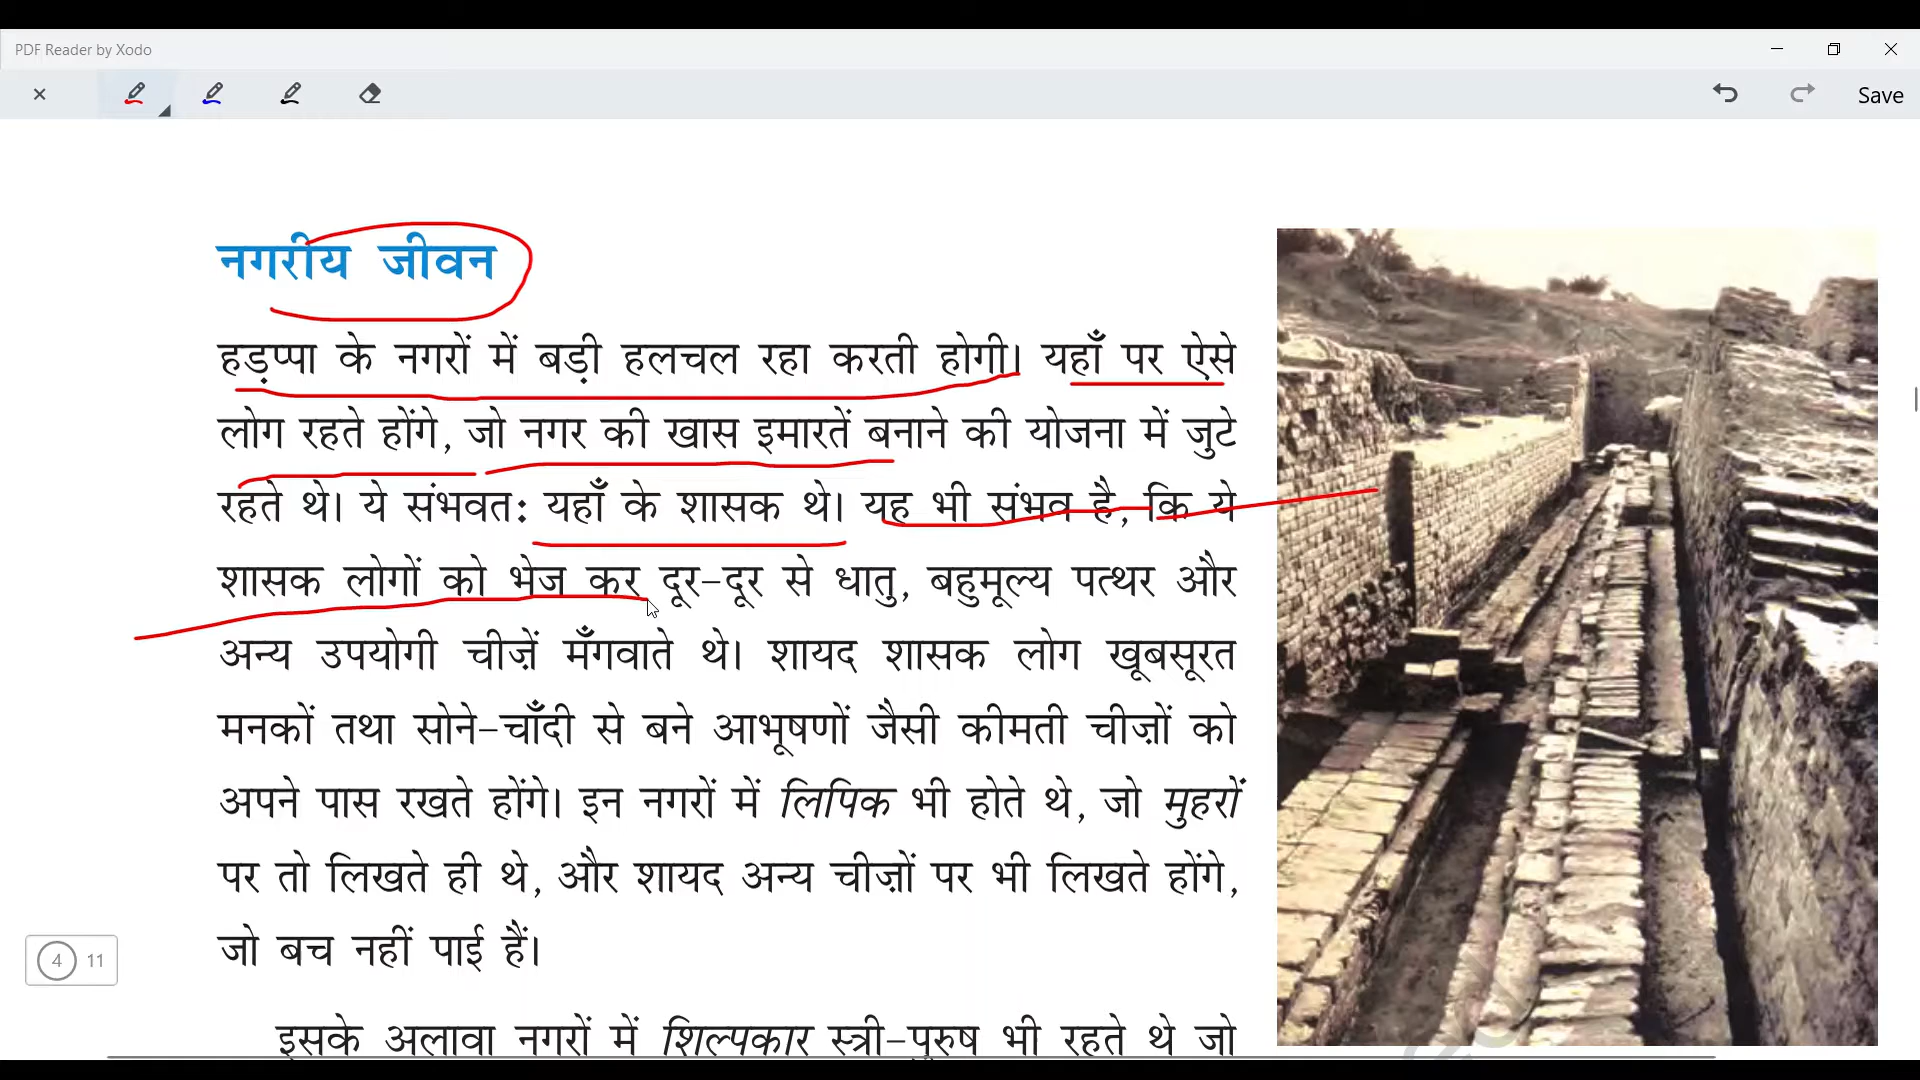 PDF Reader by Xodo
Save
नगरीय जीवन
हड़प्पा के नगरों में बड़ी हलचल रहा करती होगी। यहाँ पर ऐसे
लोग रहते होंगे, जो नगर की खास इमारतें बनाने की योजना में जुटे
रहते थे। ये संभवत: यहाँ के शासक थे। यह भी संभव है, कि ये
शासक लोगों को भेज कर दूर-दूर से धातु, बहुमूल्य पत्थर और
अन्य उपयोगी चीज़ें मँगवाते थे। शायद शासक लोग खूबसूरत
मनकों तथा सोने-चाँदी से बने आभूषणों जैसी कीमती चीज़ों को
अपने पास रखते होंगे। इन नगरों में लिपिक भी होते थे, जो मुहरों
पर तो लिखते ही थे, और शायद अन्य चीज़ों पर भी लिखते होंगे,
जो बच नहीं पाई हैं।
4 11
इसके अलावा नगरों में शिल्पकार स्त्री-पुरुष भी रहते थे जो